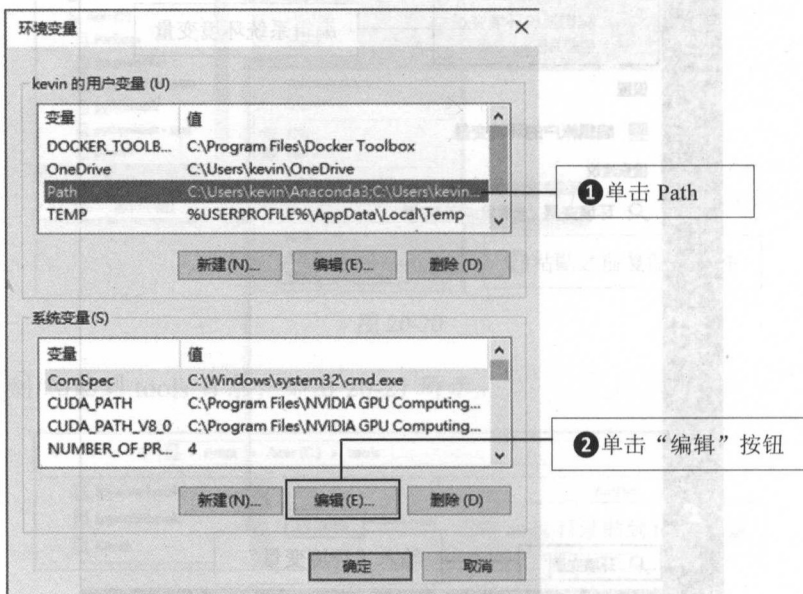 环境变量
kevin 的用户变量 (U)
变量 值
DOCKER_TOOLB... C:\Program Files\Docker Toolbox
OneDrive C:\Users\kevin\OneDrive
Path C:\Users\kevin\Anaconda3;C:\Users\kevin...
❶单击 Path
TEMP %USERPROFILE%\AppData\Local\Temp
新建(N)... 编辑(E)... 删除 (D)
系统变量(S)
变量 值
ComSpec C:\Windows\system32\cmd.exe
CUDA_PATH C:\Program Files\NVIDIA GPU Computing...
CUDA_PATH_V8_0 C:\Program Files\NVIDIA GPU Computing...
NUMBER_OF_PR... 4
❷单击“编辑”按钮
新建(N)... 编辑(E)... 删除 (D)
确定 取消